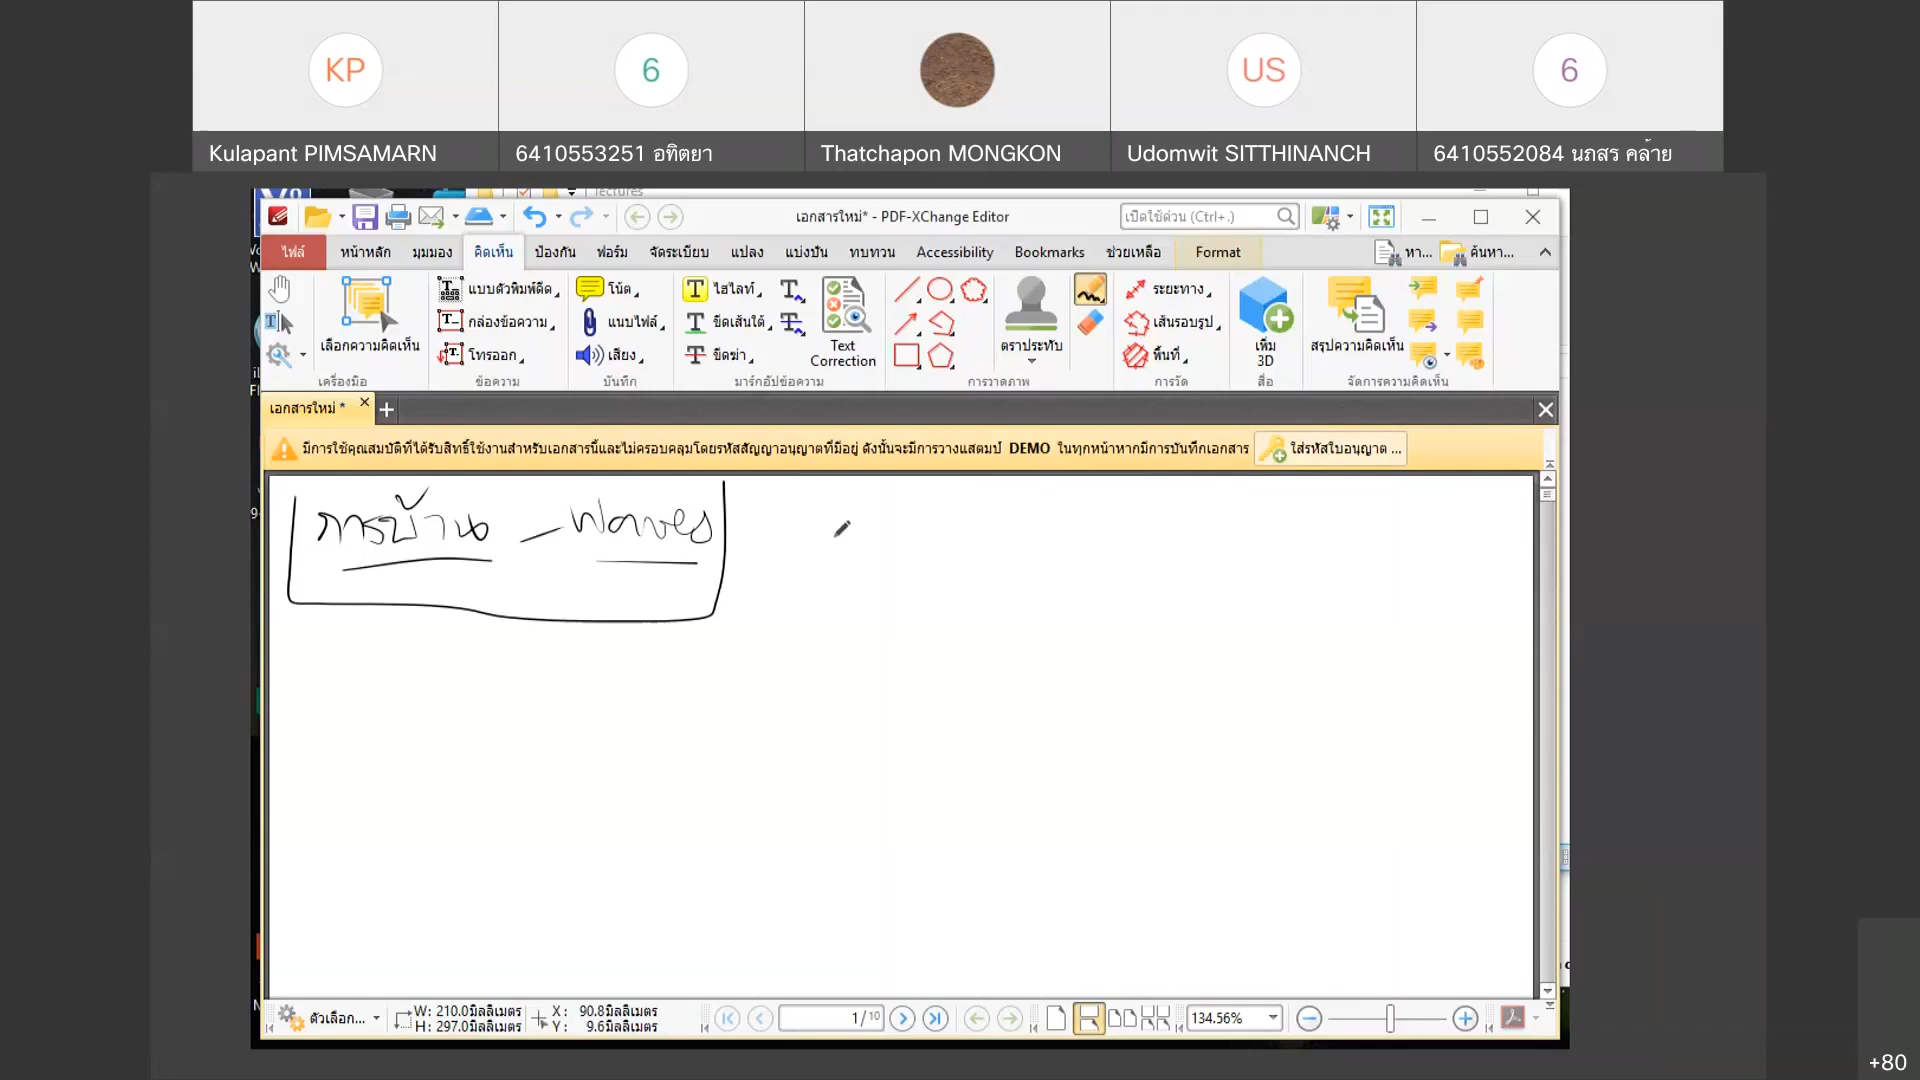 KP
6
US
6
Kulapant PIMSAMARN
6410553251 อทิตยา
Thatchapon MONGKON
Udomwit SITTHINANCH
6410552084 นภสร คล้าย
lectures
เอกสารใหม่* - PDF-XChange Editor
เปิดใช้ด่วน (Ctrl+.)
ไฟล์ หน้าหลัก มุมมอง คิดเห็น ป้องกัน ฟอร์ม จัดระเบียบ แปลง แบ่งปัน ทบทวน Accessibility Bookmarks ช่วยเหลือ Format หา... ค้นหา...
เลือกความคิดเห็น
เครื่องมือ
แบบตัวพิมพ์ดีด
กล่องข้อความ
โทรออก
ข้อความ
โน้ต
แนบไฟล์
เสียง
บันทึก
ไฮไลท์
ขีดเส้นใต้
ขีดฆ่า
Text
Correction
มาร์กอัปข้อความ
ตราประทับ
การวาดภาพ
ระยะทาง
เส้นรอบรูป
พื้นที่
การวัด
เพิ่ม
3D
สื่อ
สรุปความคิดเห็น
จัดการความคิดเห็น
เอกสารใหม่ *
มีการใช้คุณสมบัติที่ได้รับสิทธิ์ใช้งานสำหรับเอกสารนี้และไม่ครอบคลุมโดยรหัสสัญญาอนุญาตที่มีอยู่ ดังนั้นจะมีการวางแสตมป์ DEMO ในทุกหน้าหากมีการบันทึกเอกสาร
ใส่รหัสใบอนุญาต ...
การบ้าน - waves
ตัวเลือก...
W: 210.0มิลลิเมตร
H: 297.0มิลลิเมตร
X: 90.8มิลลิเมตร
Y: 9.6มิลลิเมตร
1/10
134.56%
+80